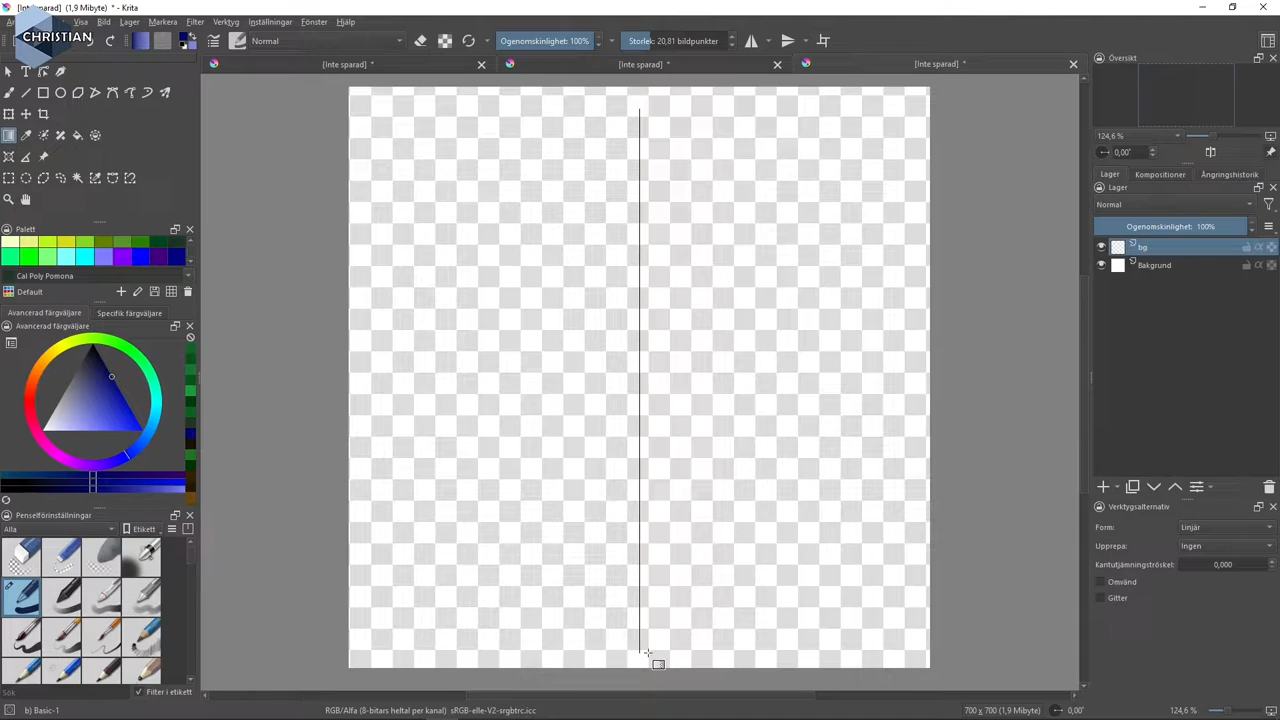 [Inte sparad] (1,9 Mibyte) * - Krita
Visa Bild Lager Markera Filter Verktyg Inställningar Fönster Hjälp
CHRISTIAN
Normal
Ogenomskinlighet: 100%
Storlek: 20,81 bildpunkter
[Inte sparad] *
[Inte sparad] *
[Inte sparad] *
Palett
Cal Poly Pomona
Default
Avancerad färgväljare
Specifik färgväljare
Avancerad färgväljare
Penselförinställningar
Alla
Etikett
Sök
Filter i etikett
Översikt
124,6 %
0,00°
Lager
Kompositioner
Ångringshistorik
Lager
Normal
Ogenomskinlighet: 100%
bg
Bakgrund
Verktygsalternativ
Form:
Linjär
Upprepa:
Ingen
Kantutjämningströskel:
0,000
Omvänd
Gitter
b) Basic-1
RGB/Alfa (8-bitars heltal per kanal) sRGB-elle-V2-srgbtrc.icc
700 x 700 (1,9 Mibyte)
0,00°
124,6 %